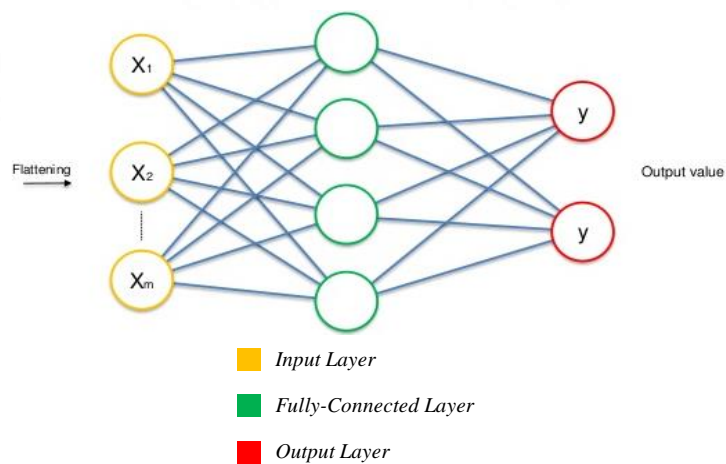 X1
y
Flattening
X2
Output value
y
Xm
Input Layer
Fully-Connected Layer
Output Layer